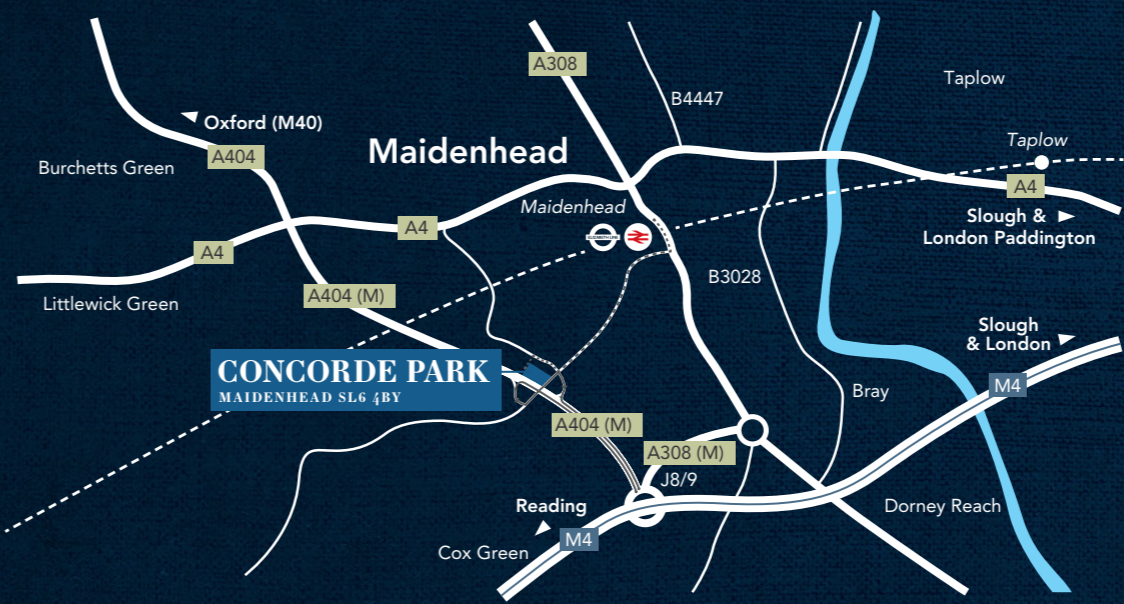 A308
Taplow
B4447
Oxford (M40)
Taplow
Maidenhead
A404
Burchetts Green
A4
Maidenhead
Slough &
London Paddington
A4
ELIZABETH LINE
A4
B3028
A404 (M)
Littlewick Green
Slough
& London
CONCORDE PARK
MAIDENHEAD SL6 4BY
M4
Bray
A404 (M)
A308 (M)
J8/9
Reading
Dorney Reach
M4
Cox Green